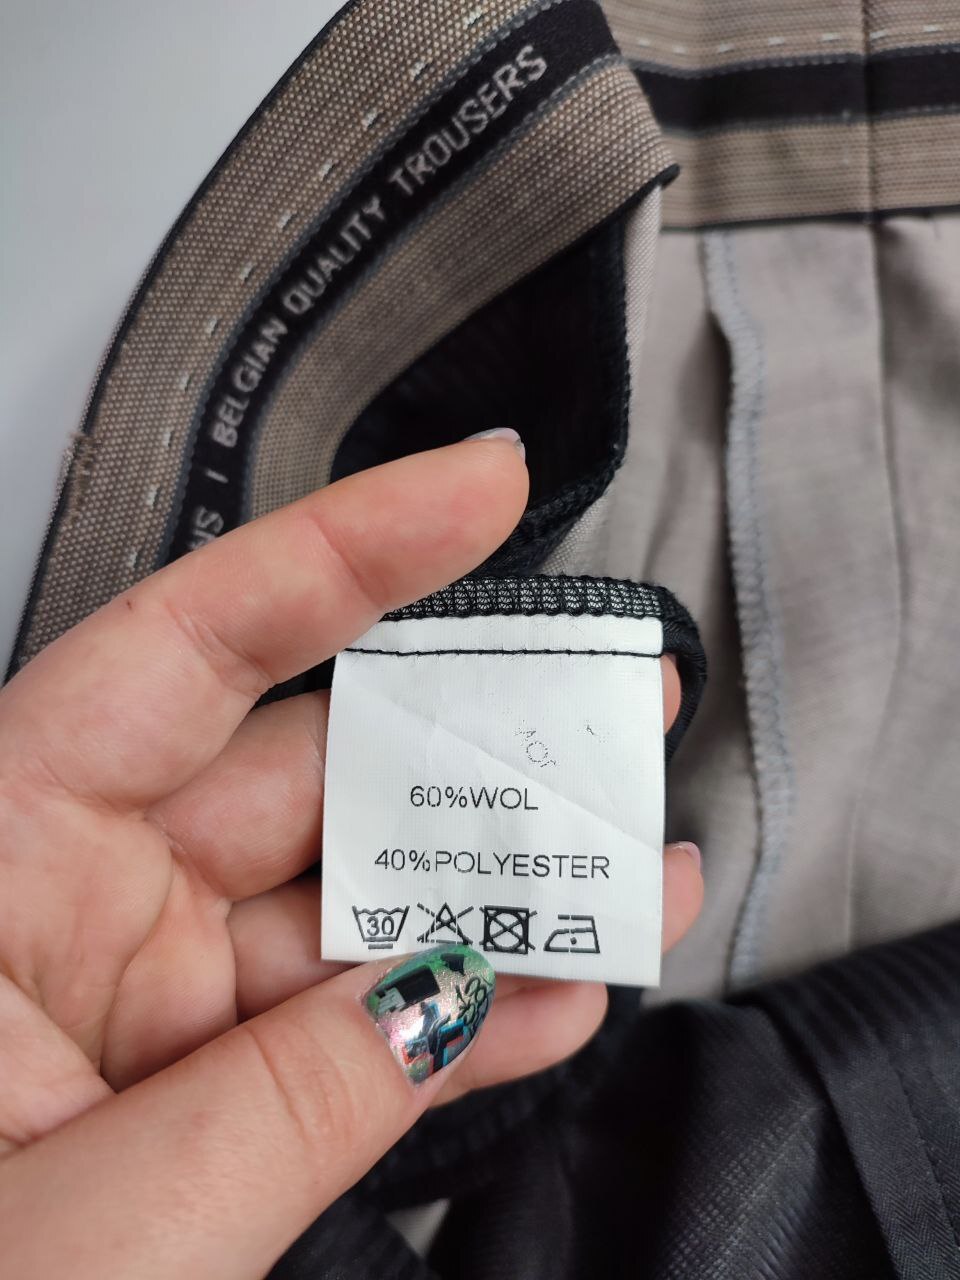 BELGIAN QUALITY TROUSERS
60%WOL
40%POLYESTER
30